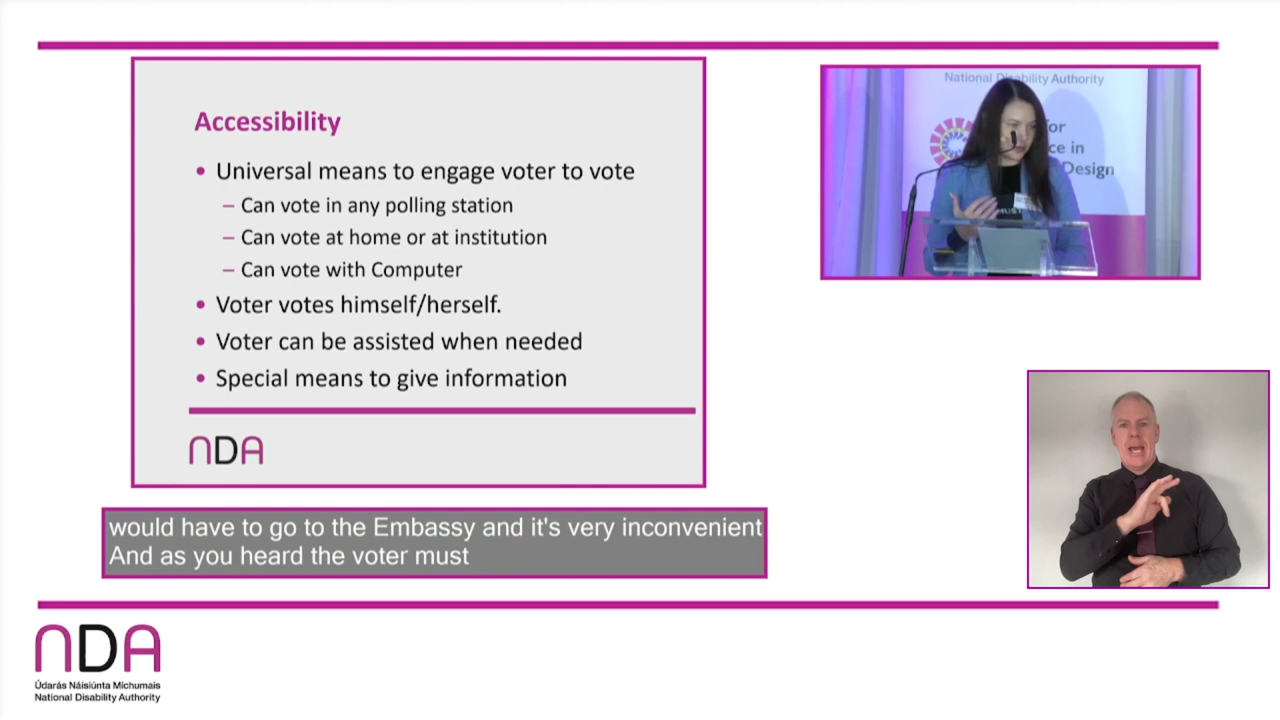 Accessibility
• Universal means to engage voter to vote
– Can vote in any polling station
– Can vote at home or at institution
– Can vote with Computer
• Voter votes himself/herself.
• Voter can be assisted when needed
• Special means to give information
NDA
National Disability Authority
for
ce in
Design
MUST
would have to go to the Embassy and it's very inconvenient
And as you heard the voter must
NDA
Údarás Náisiúnta Míchumais
National Disability Authority